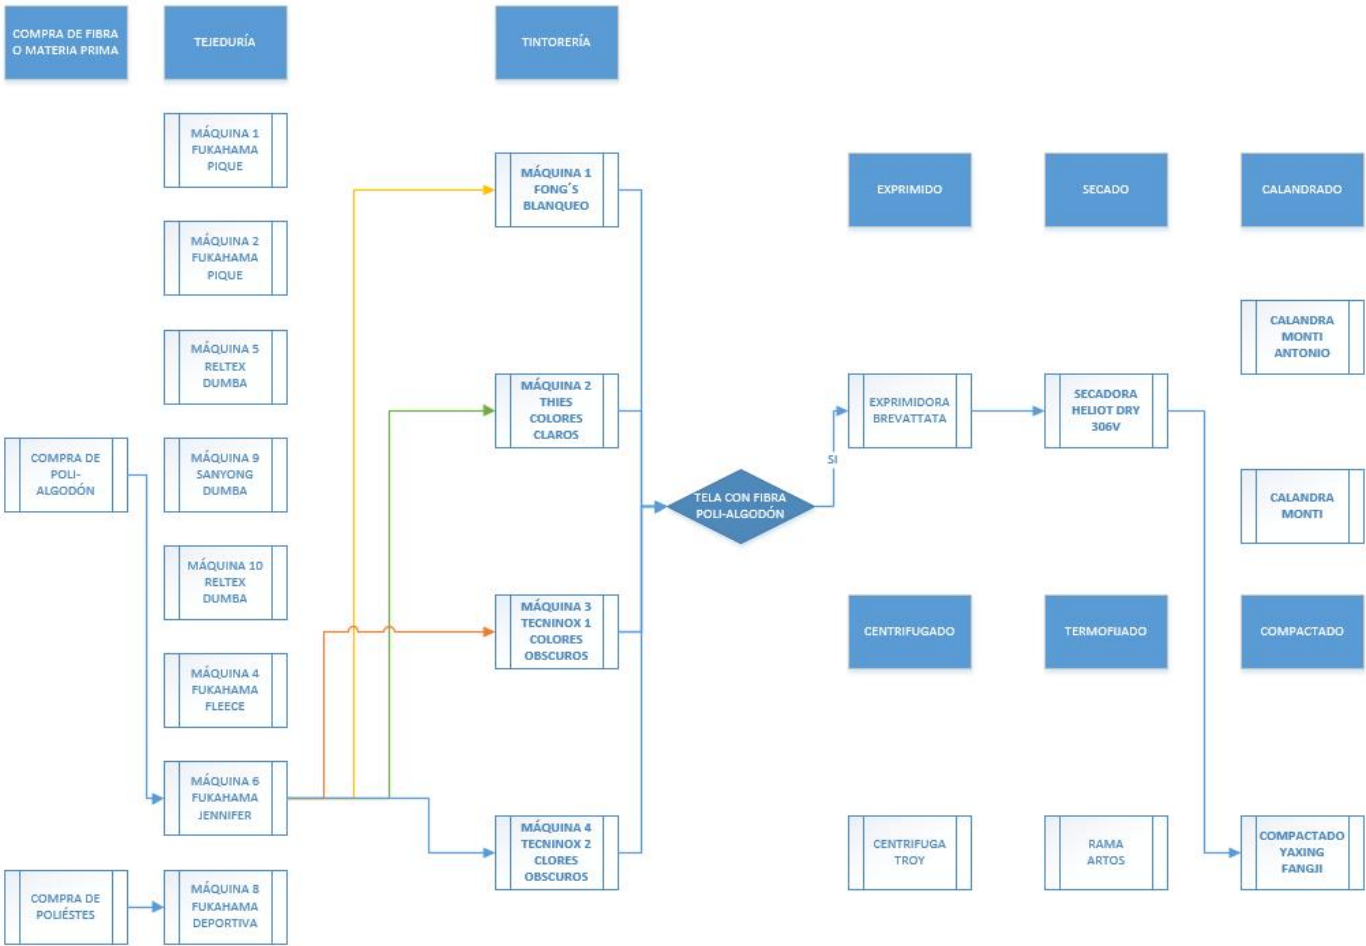 COMPRA DE FIBRA
O MATERIA PRIMA
TEJEDURÍA
TINTORERÍA
MÁQUINA 1
FUKAHAMA
PIQUE
MÁQUINA 2
FUKAHAMA
PIQUE
MÁQUINA 5
RELTEX
DUMBA
MÁQUINA 9
SANYONG
DUMBA
MÁQUINA 10
RELTEX
DUMBA
MÁQUINA 4
FUKAHAMA
FLEECE
MÁQUINA 6
FUKAHAMA
JENNIFER
MÁQUINA 8
FUKAHAMA
DEPORTIVA
COMPRA DE
POLI-
ALGODÓN
COMPRA DE
POLIÉSTES
MÁQUINA 1
FONG´S
BLANQUEO
MÁQUINA 2
THIES
COLORES
CLAROS
MÁQUINA 3
TECNINOX 1
COLORES
OBSCUROS
MÁQUINA 4
TECNINOX 2
CLORES
OBSCUROS
TELA CON FIBRA
POLI-ALGODÓN
SI
EXPRIMIDO
SECADO
CALANDRADO
EXPRIMIDORA
BREVATTATA
SECADORA
HELIOT DRY
306V
CALANDRA
MONTI
ANTONIO
CALANDRA
MONTI
CENTRIFUGADO
TERMOFIJADO
COMPACTADO
CENTRIFUGA
TROY
RAMA
ARTOS
COMPACTADO
YAXING
FANGJI